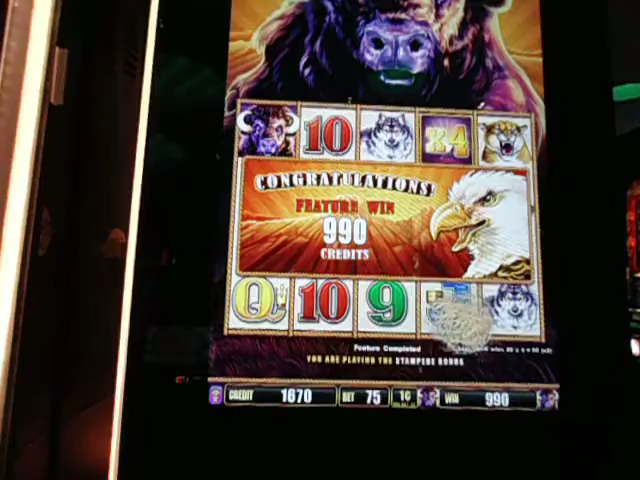 10
X4
CONGRATULATIONS!
FEATURE WIN
990
CREDITS
Q 10 9
Feature Completed
YOU ARE PLAYING THE STAMPEDE BONUS
CREDIT 1670 BET 75 1¢ WIN 990